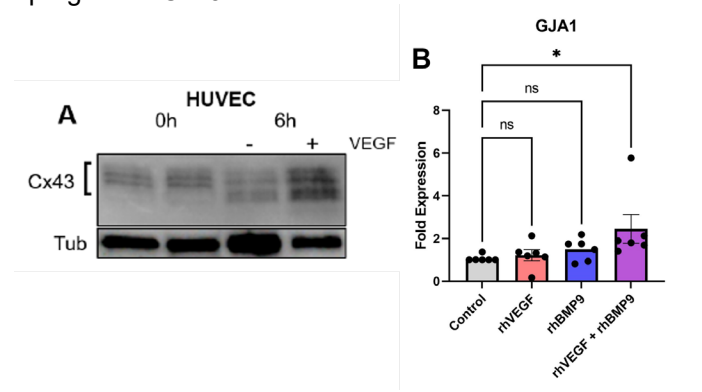 A
HUVEC
0h 6h
- + VEGF
Cx43
Tub
B
GJA1
*
ns
ns
Fold Expression
8
6
4
2
0
Control
rhVEGF
rhBMP9
rhVEGF + rhBMP9